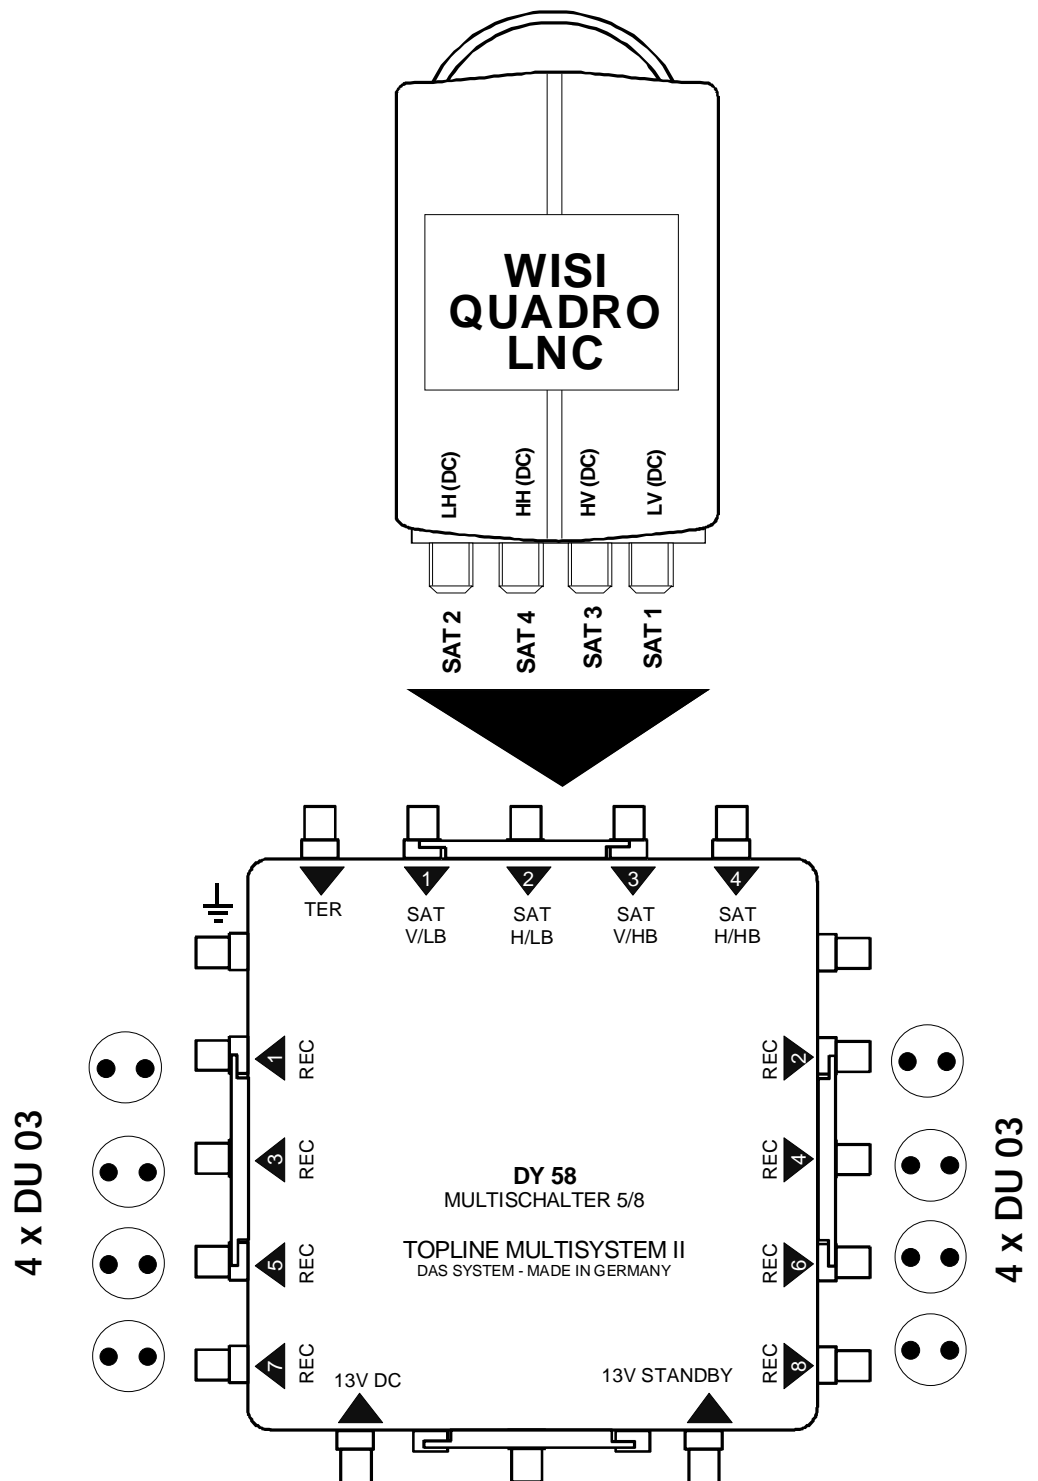 WISI
QUADRO
LNC
LH (DC)
HH (DC)
HV (DC)
LV (DC)
SAT 2
SAT 4
SAT 3
SAT 1
1
2
3
4
TER
SAT
V/LB
SAT
H/LB
SAT
V/HB
SAT
H/HB
1
REC
REC
2
3
REC
REC
4
4 x DU 03
4 x DU 03
DY 58
MULTISCHALTER 5/8
5
REC
TOPLINE MULTISYSTEM II
DAS SYSTEM - MADE IN GERMANY
REC
6
7
REC
REC
8
13V DC
13V STANDBY